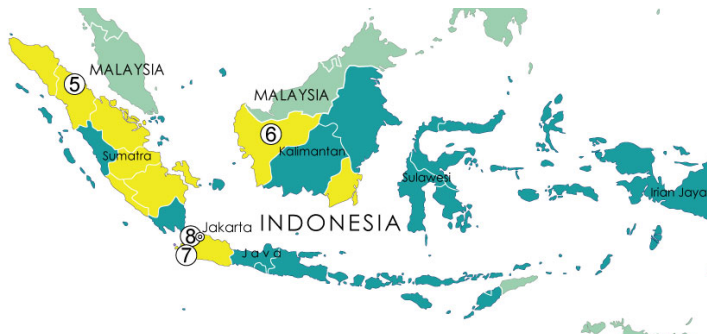 MALAYSIA
5
MALAYSIA
6
Kalimantan
Sumatra
Sulawesi
Irian Jaya
8
Jakarta
INDONESIA
7
Java